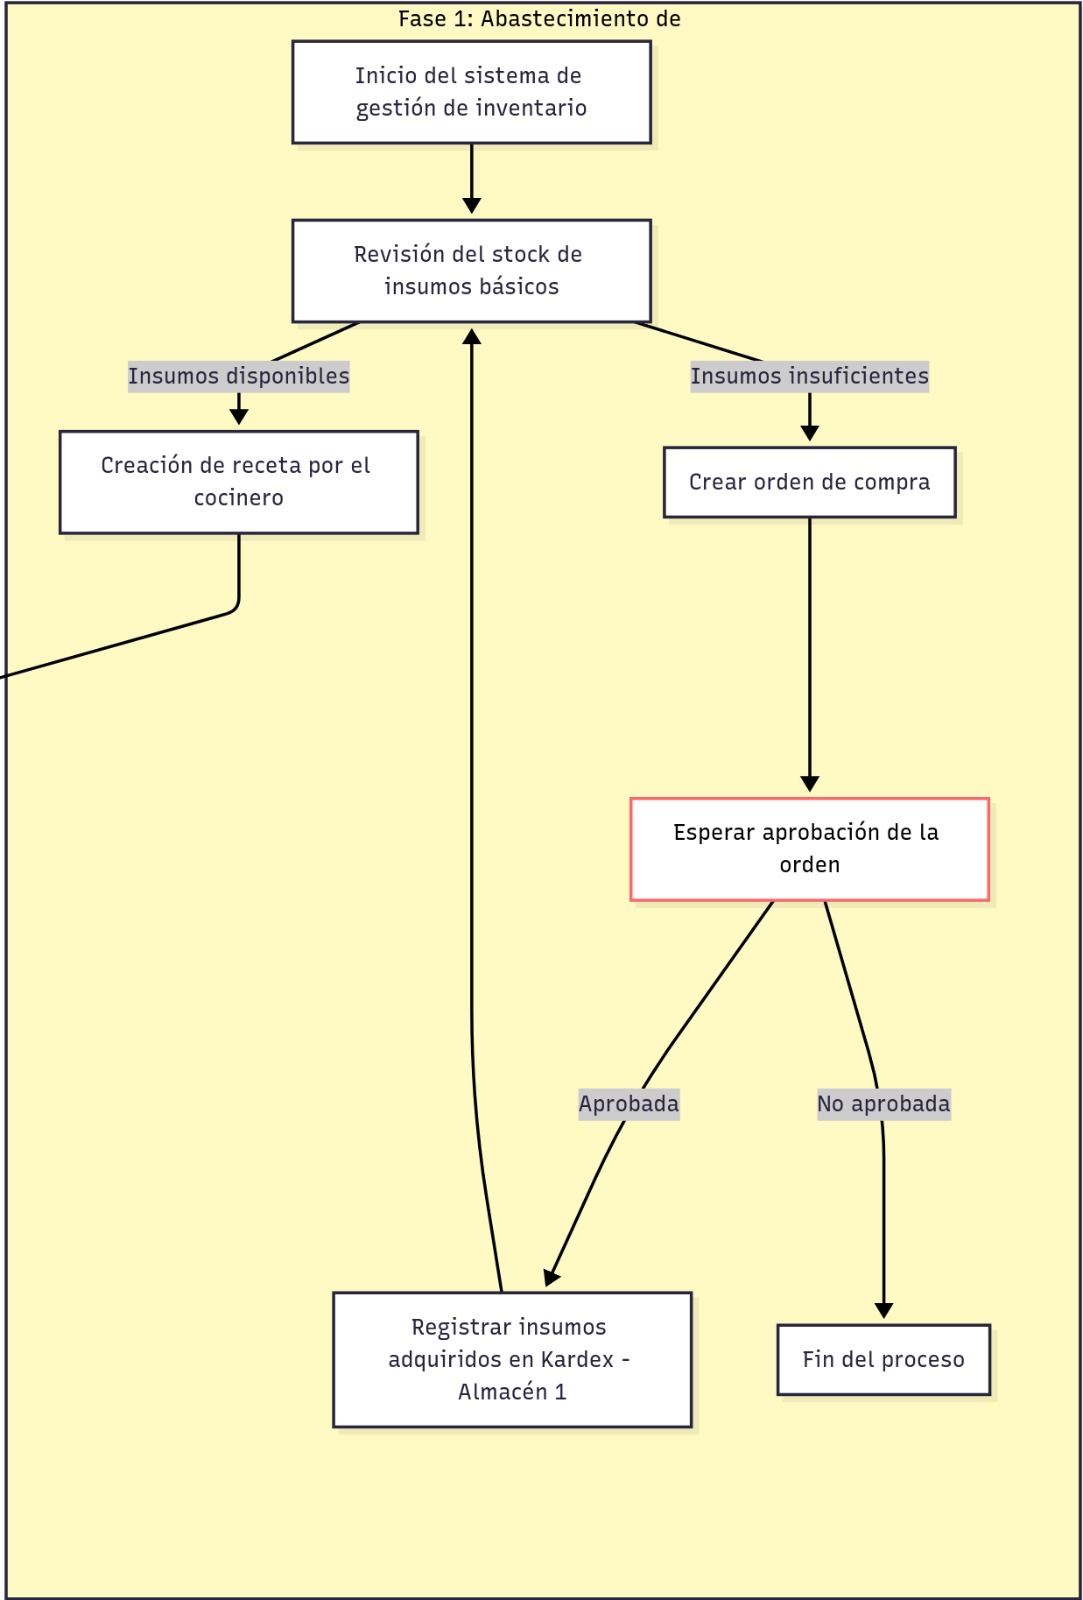 Fase 1: Abastecimiento de
Inicio del sistema de
gestión de inventario
Revisión del stock de
insumos básicos
Insumos disponibles
Insumos insuficientes
Creación de receta por el
cocinero
Crear orden de compra
Esperar aprobación de la
orden
Aprobada
No aprobada
Registrar insumos
adquiridos en Kardex -
Almacén 1
Fin del proceso